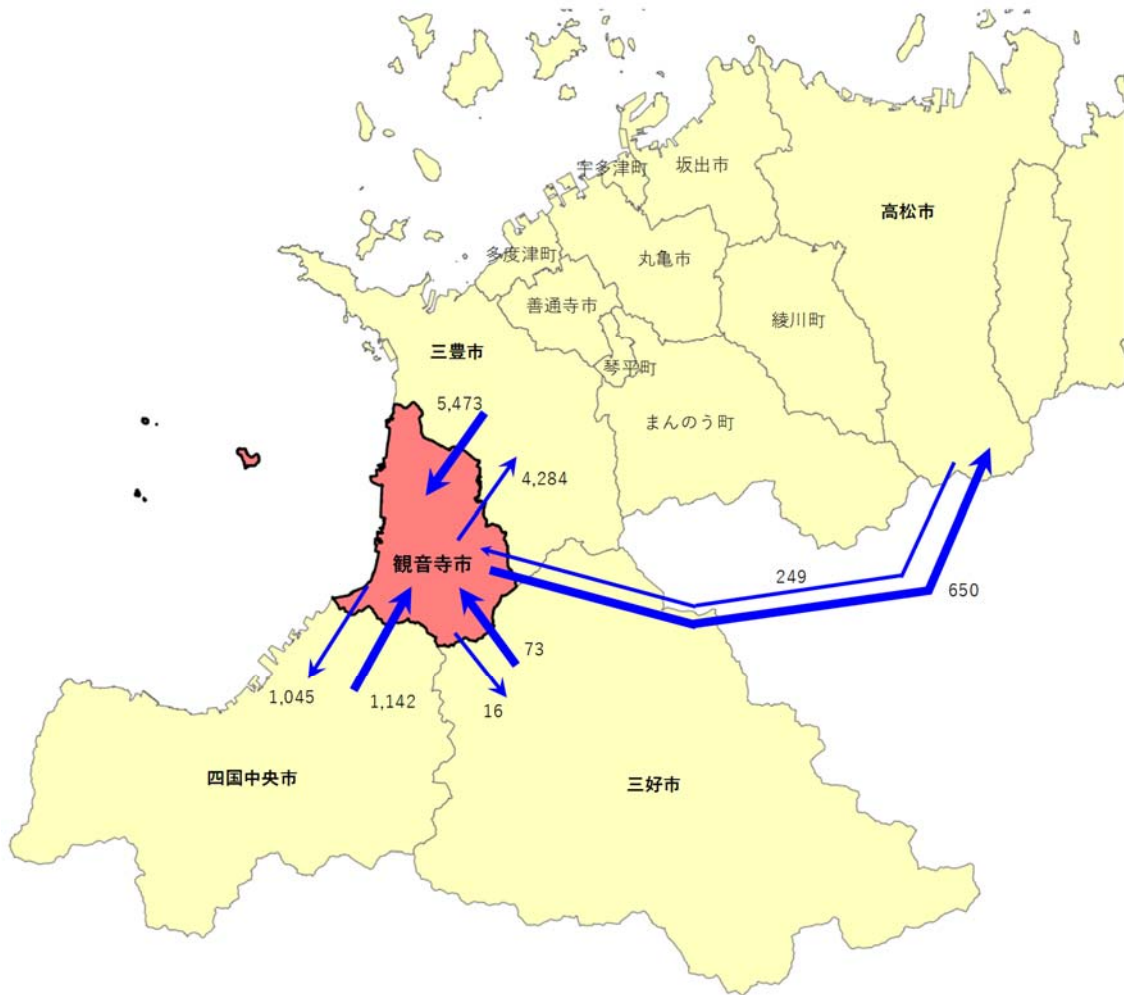 宇多津町
坂出市
高松市
多度津町
丸亀市
善通寺市
綾川町
三豊市
琴平町
5,473
まんのう町
4,284
観音寺市
249
650
73
1,045
1,142
16
四国中央市
三好市